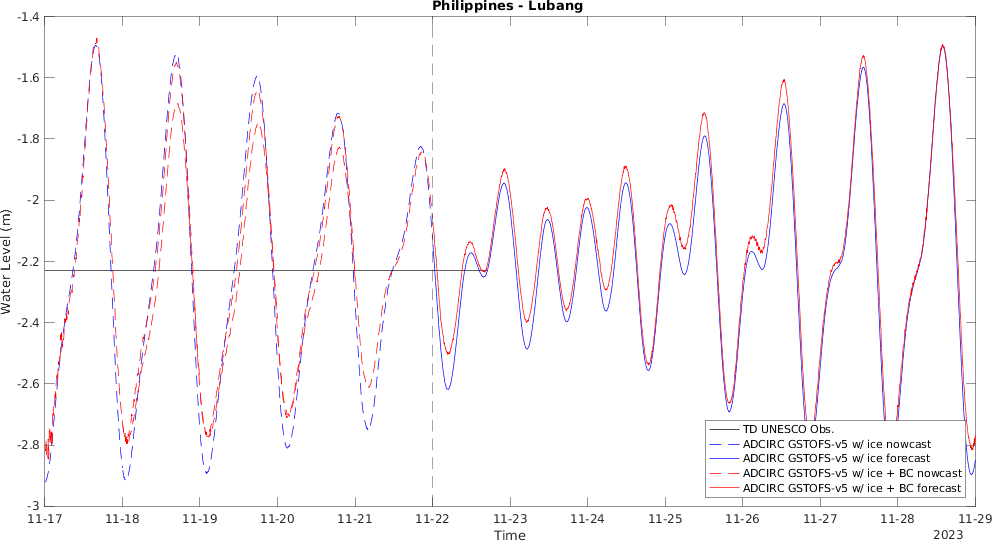 Philippines - Lubang
-1.4
-1.6
-1.8
-2
-2.2
-2.4
-2.6
-2.8
-3
Water Level (m)
TD UNESCO Obs.
ADCIRC GSTOFS-v5 w/ ice nowcast
ADCIRC GSTOFS-v5 w/ ice forecast
ADCIRC GSTOFS-v5 w/ ice + BC nowcast
ADCIRC GSTOFS-v5 w/ ice + BC forecast
11-17 11-18 11-19 11-20 11-21 11-22 11-23 11-24 11-25 11-26 11-27 11-28 11-29
Time
2023